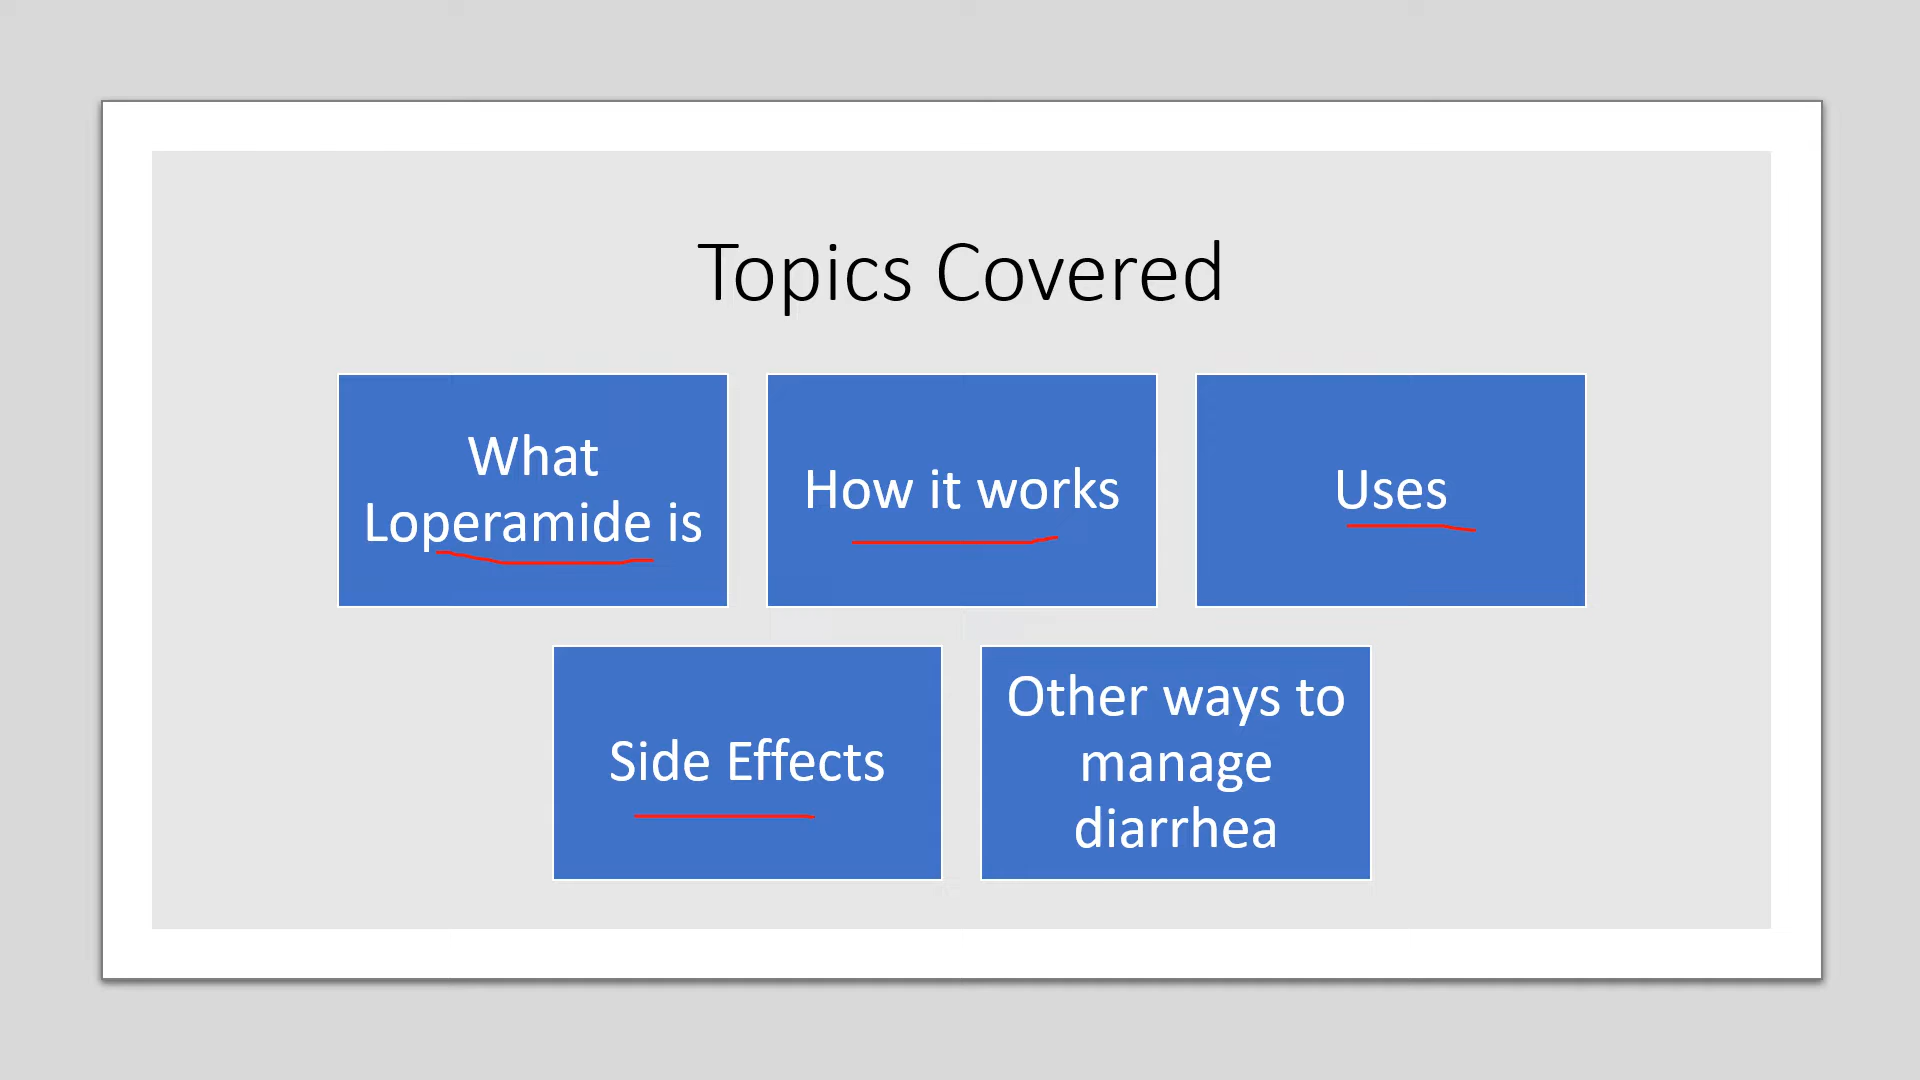 Topics Covered
What
Loperamide is
How it works
Uses
Side Effects
Other ways to
manage
diarrhea